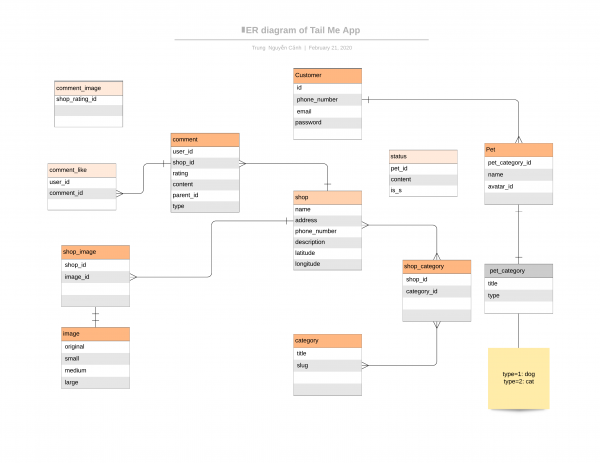 ER diagram of Tail Me App
Trung Nguyễn Cảnh | February 21, 2020
Customer
id
phone_number
email
password
comment_image
shop_rating_id
comment
user_id
shop_id
rating
content
parent_id
type
comment_like
user_id
comment_id
status
pet_id
content
is_s
Pet
pet_category_id
name
avatar_id
shop
name
address
phone_number
description
latitude
longitude
shop_image
shop_id
image_id
shop_category
shop_id
category_id
pet_category
title
type
image
original
small
medium
large
category
title
slug
type=1: dog
type=2: cat